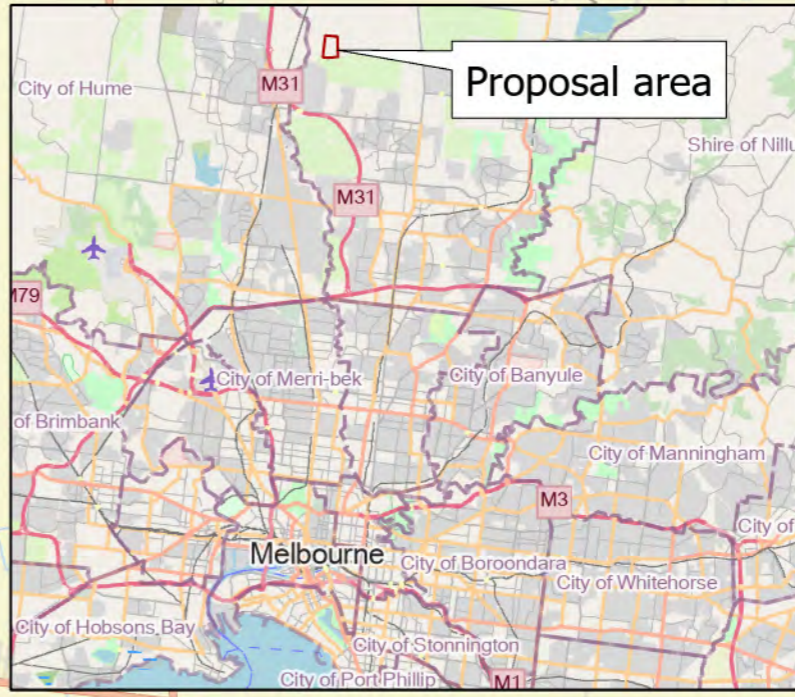 City of Hume
M31
Proposal area
Shire of Nillu
M31
M79
City of Merri-bek
City of Banyule
of Brimbank
City of Manningham
M3
City of
Melbourne
City of Boroondara
City of Whitehorse
City of Hobsons Bay
City of Stonnington
City of Port Phillip
M1